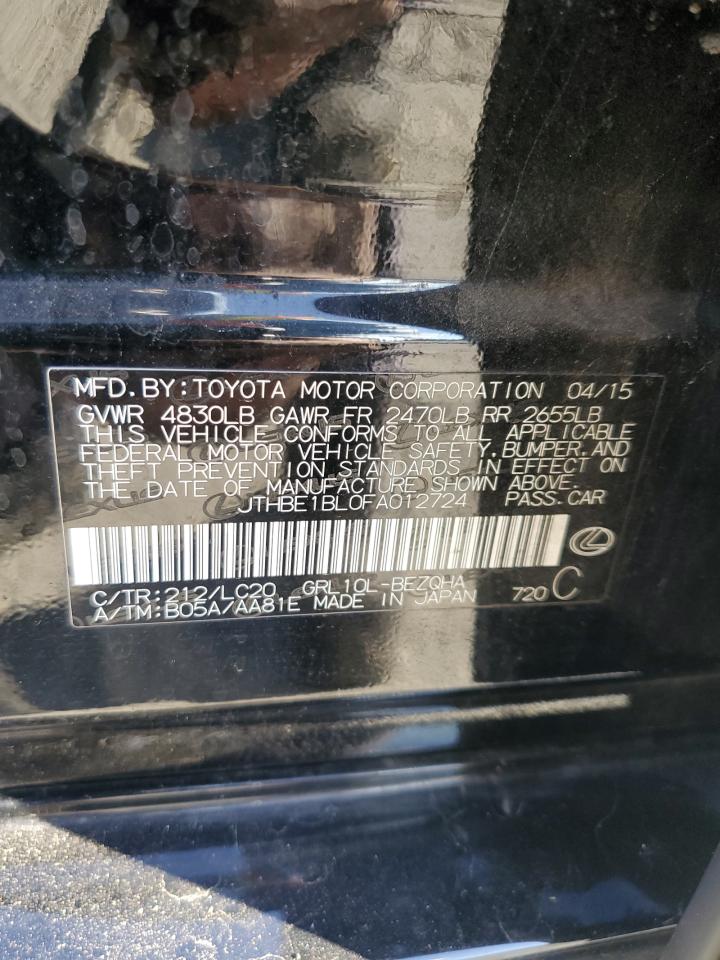 MFD.BY:TOYOTA MOTOR CORPORATION 04/15
GVWR 4830LB GAWR FR 2470LB RR 2655LB
THIS VEHICLE CONFORMS TO ALL APPLICABLE
FEDERAL MOTOR VEHICLE SAFETY,BUMPER,AND
THEFT PREVENTION STANDARDS IN EFFECT ON
THE DATE OF MANUFACTURE SHOWN ABOVE.
JTHBE1BL0FA012724 PASS.CAR
C/TR:212/LC20 GRL10L-BEZQHA
A/TM:B05A/AA81E MADE IN JAPAN 720 C